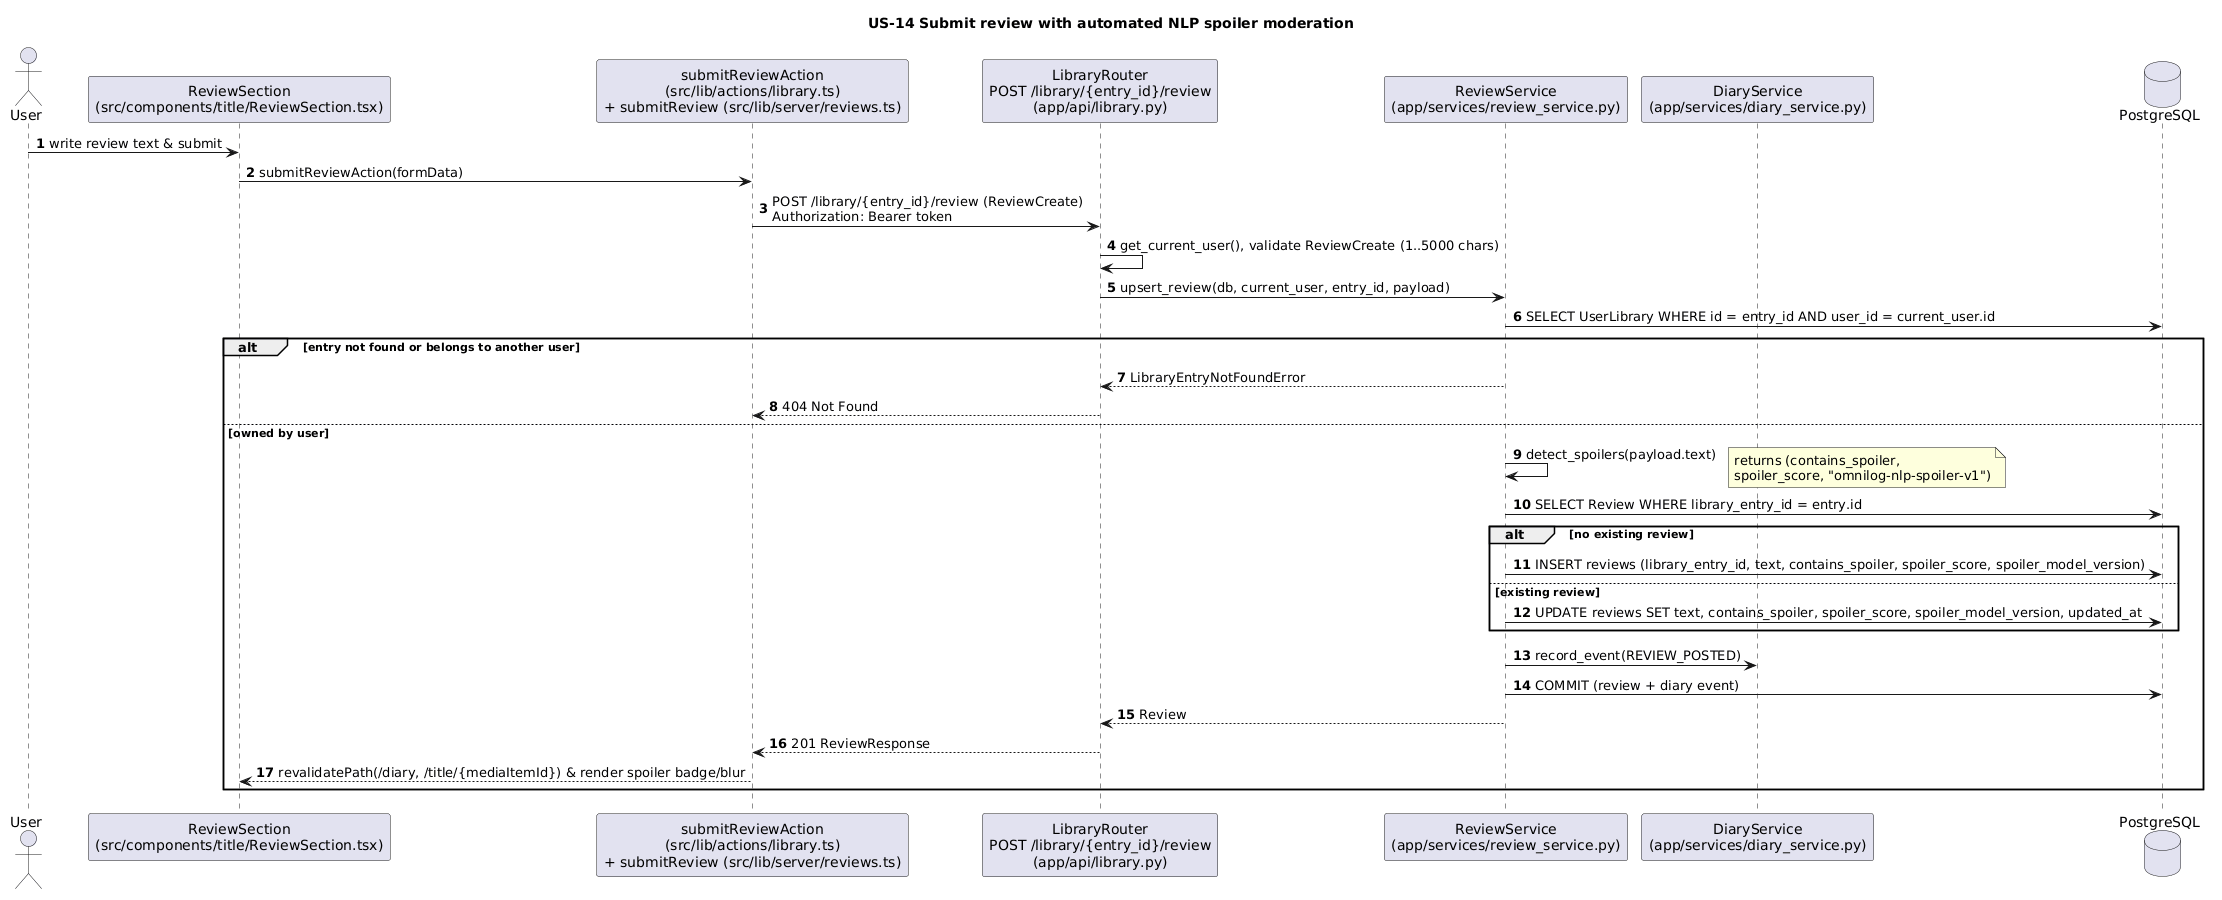 US-14 Submit review with automated NLP spoiler moderation
User
ReviewSection
(src/components/title/ReviewSection.tsx)
submitReviewAction
(src/lib/actions/library.ts)
+ submitReview (src/lib/server/reviews.ts)
LibraryRouter
POST /library/{entry_id}/review
(app/api/library.py)
ReviewService
(app/services/review_service.py)
DiaryService
(app/services/diary_service.py)
PostgreSQL
1 write review text & submit
2 submitReviewAction(formData)
3 POST /library/{entry_id}/review (ReviewCreate)
Authorization: Bearer token
4 get_current_user(), validate ReviewCreate (1..5000 chars)
5 upsert_review(db, current_user, entry_id, payload)
6 SELECT UserLibrary WHERE id = entry_id AND user_id = current_user.id
alt [entry not found or belongs to another user]
7 LibraryEntryNotFoundError
8 404 Not Found
[owned by user]
9 detect_spoilers(payload.text)
returns (contains_spoiler,
spoiler_score, "omnilog-nlp-spoiler-v1")
10 SELECT Review WHERE library_entry_id = entry.id
alt [no existing review]
11 INSERT reviews (library_entry_id, text, contains_spoiler, spoiler_score, spoiler_model_version)
[existing review]
12 UPDATE reviews SET text, contains_spoiler, spoiler_score, spoiler_model_version, updated_at
13 record_event(REVIEW_POSTED)
14 COMMIT (review + diary event)
15 Review
16 201 ReviewResponse
17 revalidatePath(/diary, /title/{mediaItemId}) & render spoiler badge/blur
User
ReviewSection
(src/components/title/ReviewSection.tsx)
submitReviewAction
(src/lib/actions/library.ts)
+ submitReview (src/lib/server/reviews.ts)
LibraryRouter
POST /library/{entry_id}/review
(app/api/library.py)
ReviewService
(app/services/review_service.py)
DiaryService
(app/services/diary_service.py)
PostgreSQL